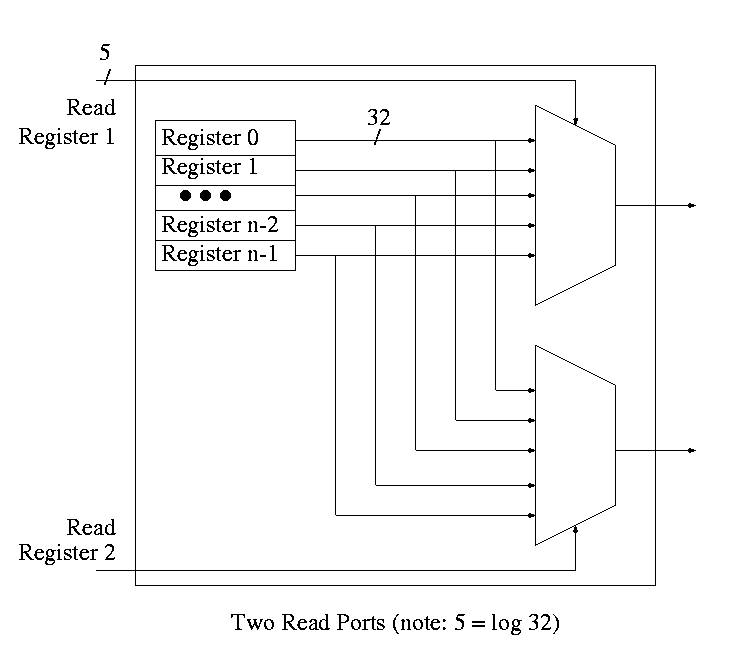 5
Read
Register 1
32
Register 0
Register 1
Register n-2
Register n-1
Read
Register 2
Two Read Ports (note: 5 = log 32)